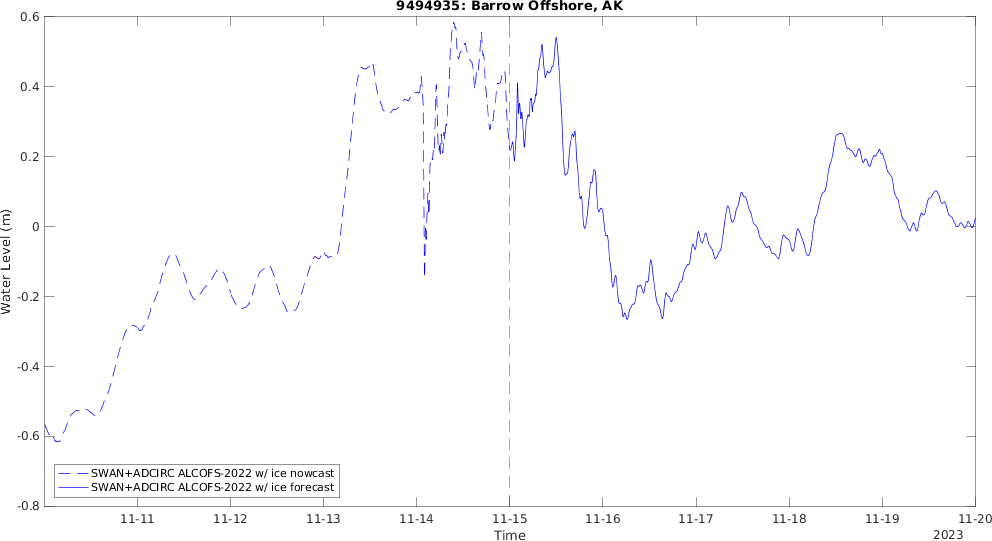 9494935: Barrow Offshore, AK
0.6
0.4
0.2
0
-0.2
-0.4
-0.6
-0.8
Water Level (m)
SWAN+ADCIRC ALCOFS-2022 w/ ice nowcast
SWAN+ADCIRC ALCOFS-2022 w/ ice forecast
11-11 11-12 11-13 11-14 11-15 11-16 11-17 11-18 11-19 11-20
Time
2023